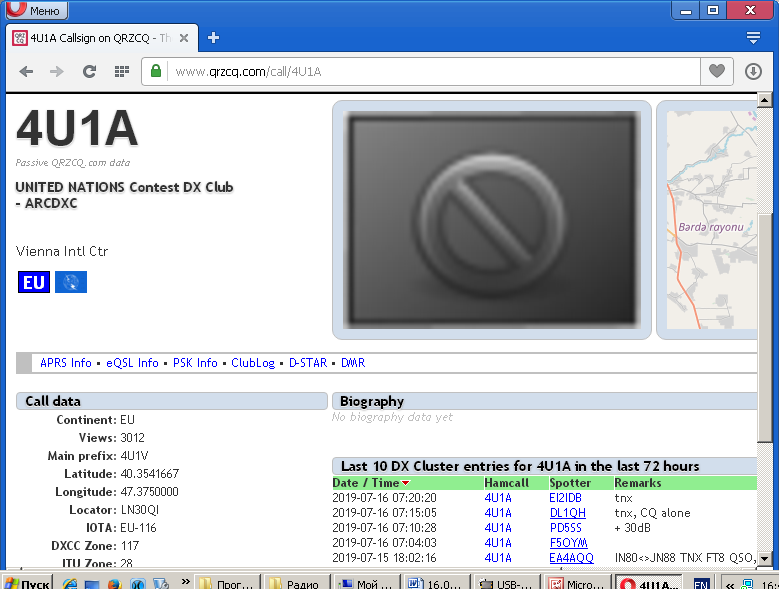 Меню
4U1A Callsign on QRZCQ - Th
www.qrzcq.com/call/4U1A
4U1A
Passive QRZCQ.com data
UNITED NATIONS Contest DX Club
- ARCDXC
Vienna Intl Ctr
EU
Bərdə rayonu
APRS Info • eQSL Info • PSK Info • ClubLog • D-STAR • DMR
Call data
Continent: EU
Views: 3012
Main prefix: 4U1V
Latitude: 40.3541667
Longitude: 47.3750000
Locator: LN30QI
IOTA: EU-116
DXCC Zone: 117
ITU Zone: 28
Biography
No biography data yet
Last 10 DX Cluster entries for 4U1A in the last 72 hours
Date / Time Hamcall Spotter Remarks
2019-07-16 07:20:20 4U1A EI2IDB tnx
2019-07-16 07:15:05 4U1A DL1QH tnx, CQ alone
2019-07-16 07:10:28 4U1A PD5SS + 30dB
2019-07-16 07:04:03 4U1A F5OYM
2019-07-15 18:02:16 4U1A EA4AQQ IN80<>JN88 TNX FT8 QSO,
Пуск » Прог... Радио Мой ... 16.0... USB-... Micro... 4U1A... EN « 16: